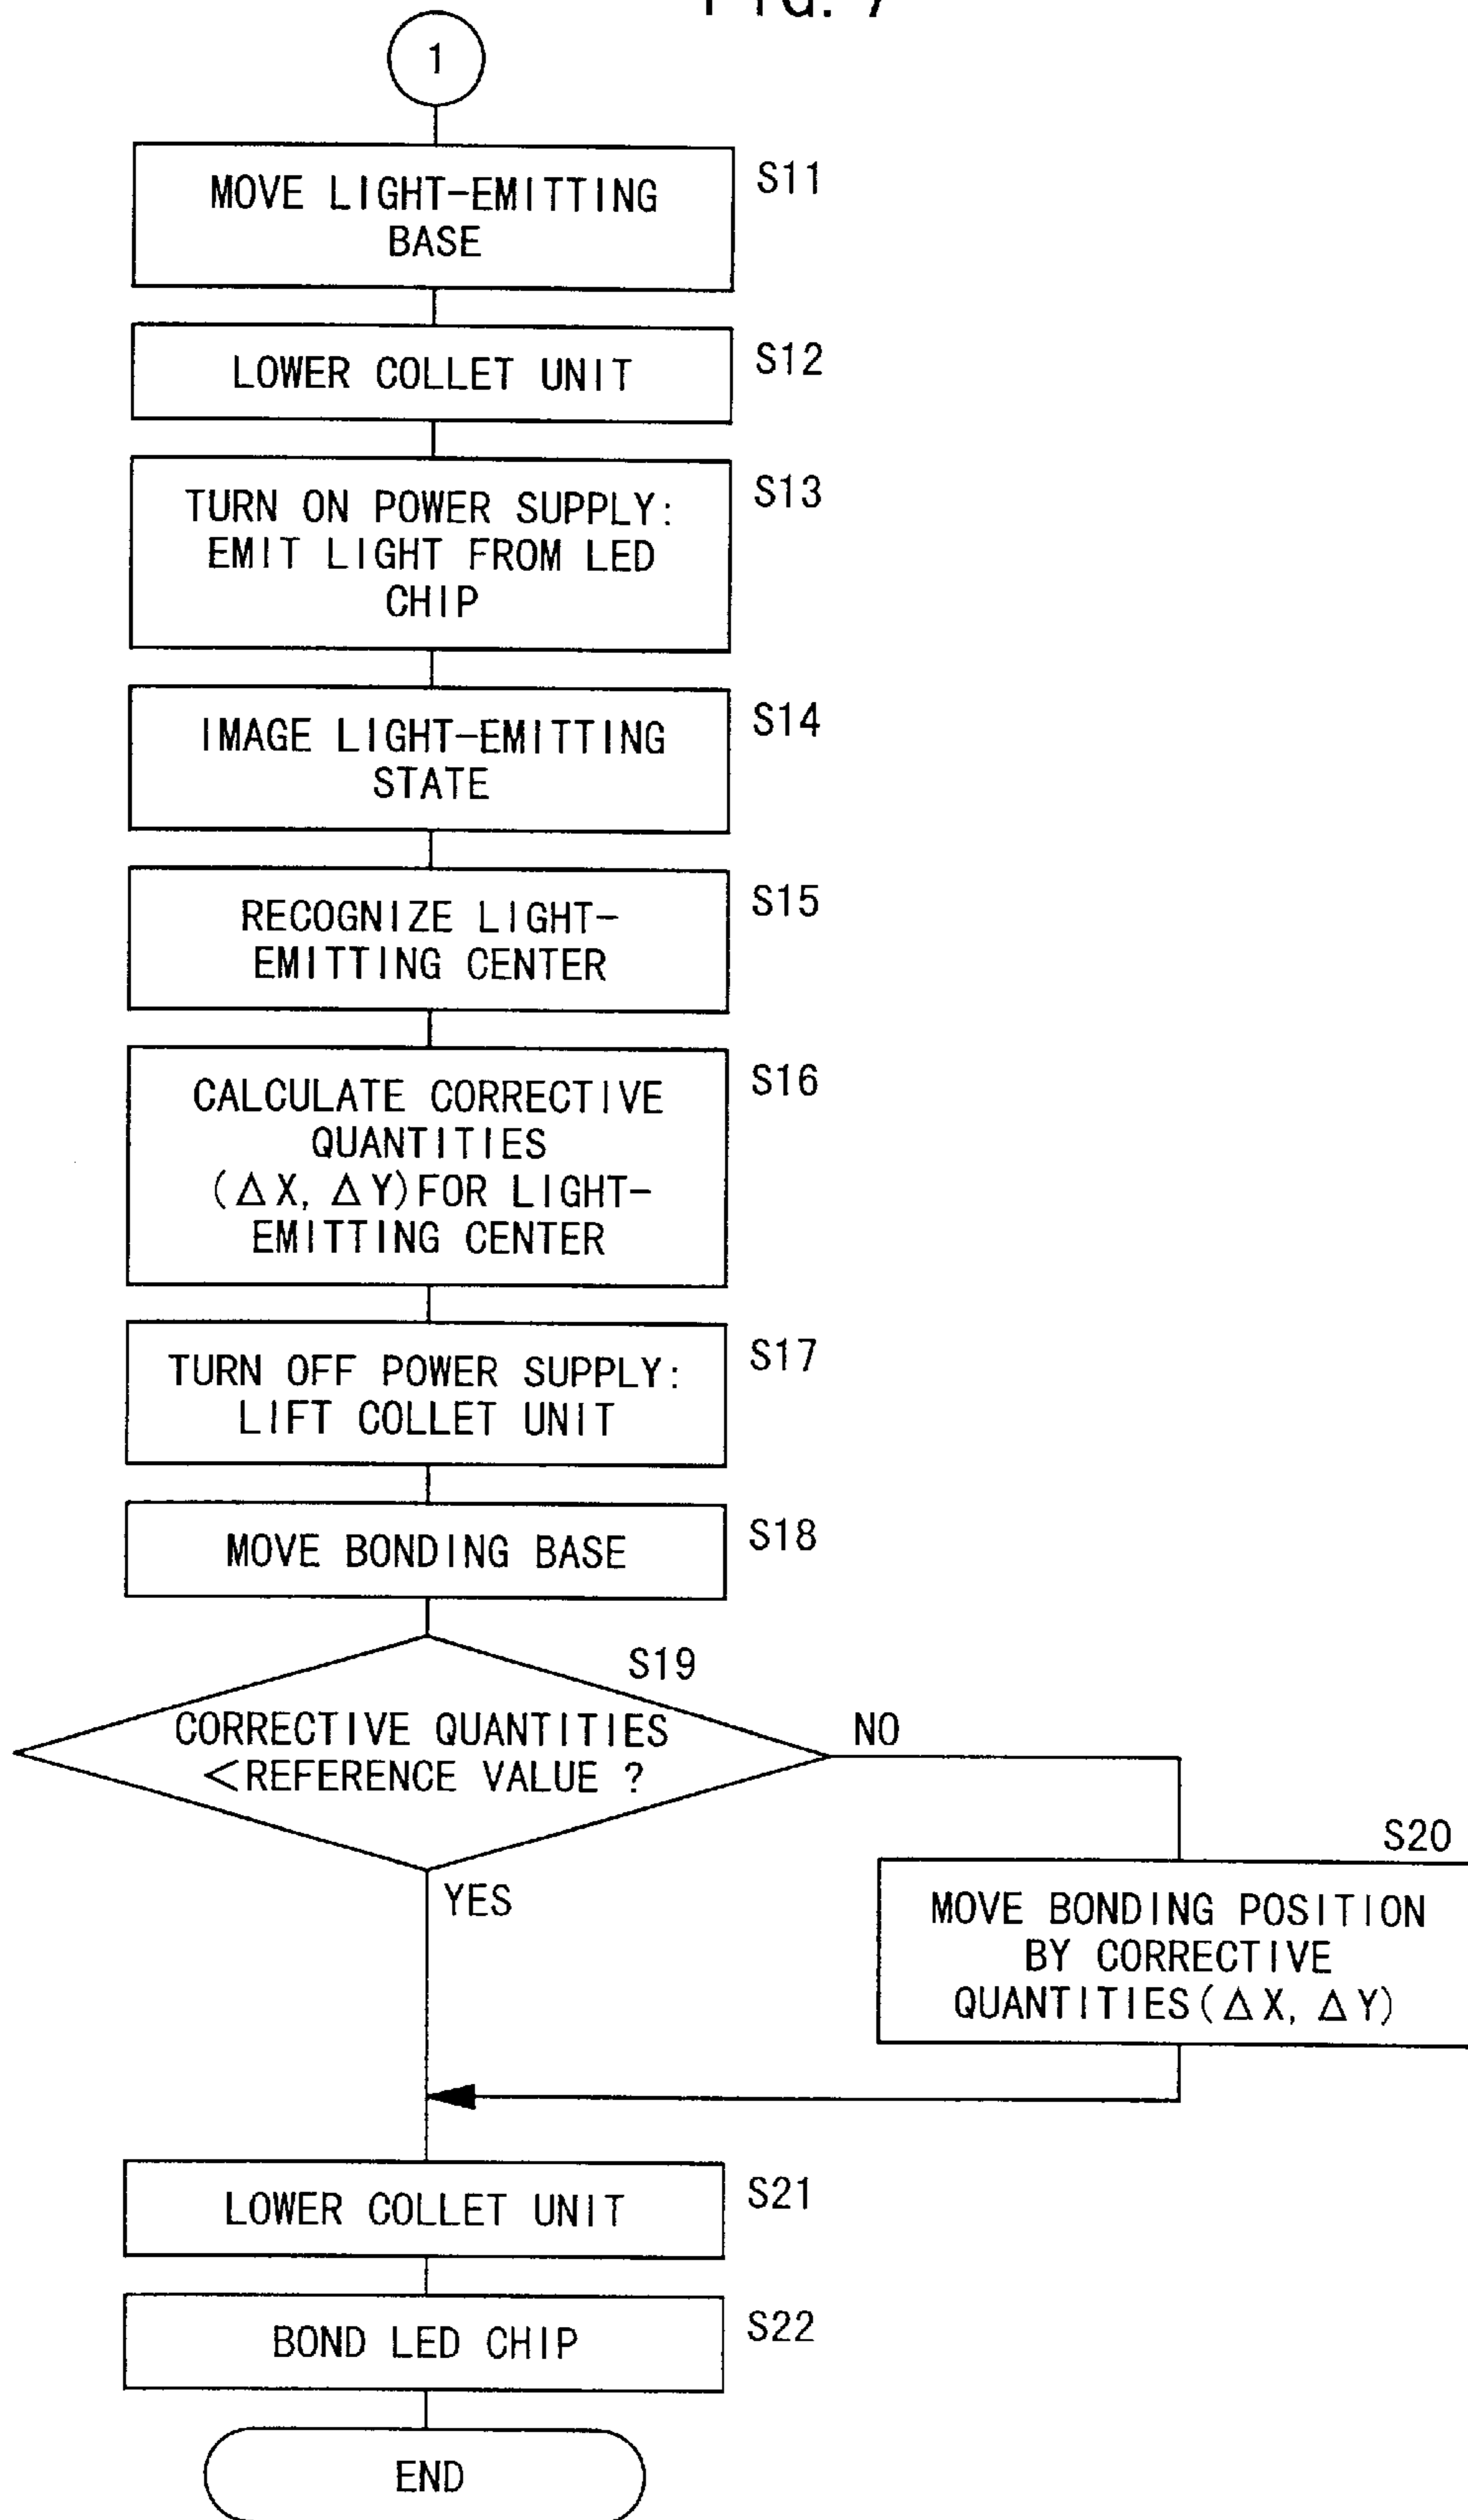 FIG. 7
1
MOVE LIGHT-EMITTING
BASE
S11
LOWER COLLET UNIT
S12
TURN ON POWER SUPPLY:
EMIT LIGHT FROM LED
CHIP
S13
IMAGE LIGHT-EMITTING
STATE
S14
RECOGNIZE LIGHT-
EMITTING CENTER
S15
CALCULATE CORRECTIVE
QUANTITIES
(ΔX, ΔY)FOR LIGHT-
EMITTING CENTER
S16
TURN OFF POWER SUPPLY:
LIFT COLLET UNIT
S17
MOVE BONDING BASE
S18
S19
CORRECTIVE QUANTITIES
<REFERENCE VALUE ?
NO
YES
S20
MOVE BONDING POSITION
BY CORRECTIVE
QUANTITIES(ΔX, ΔY)
LOWER COLLET UNIT
S21
BOND LED CHIP
S22
END